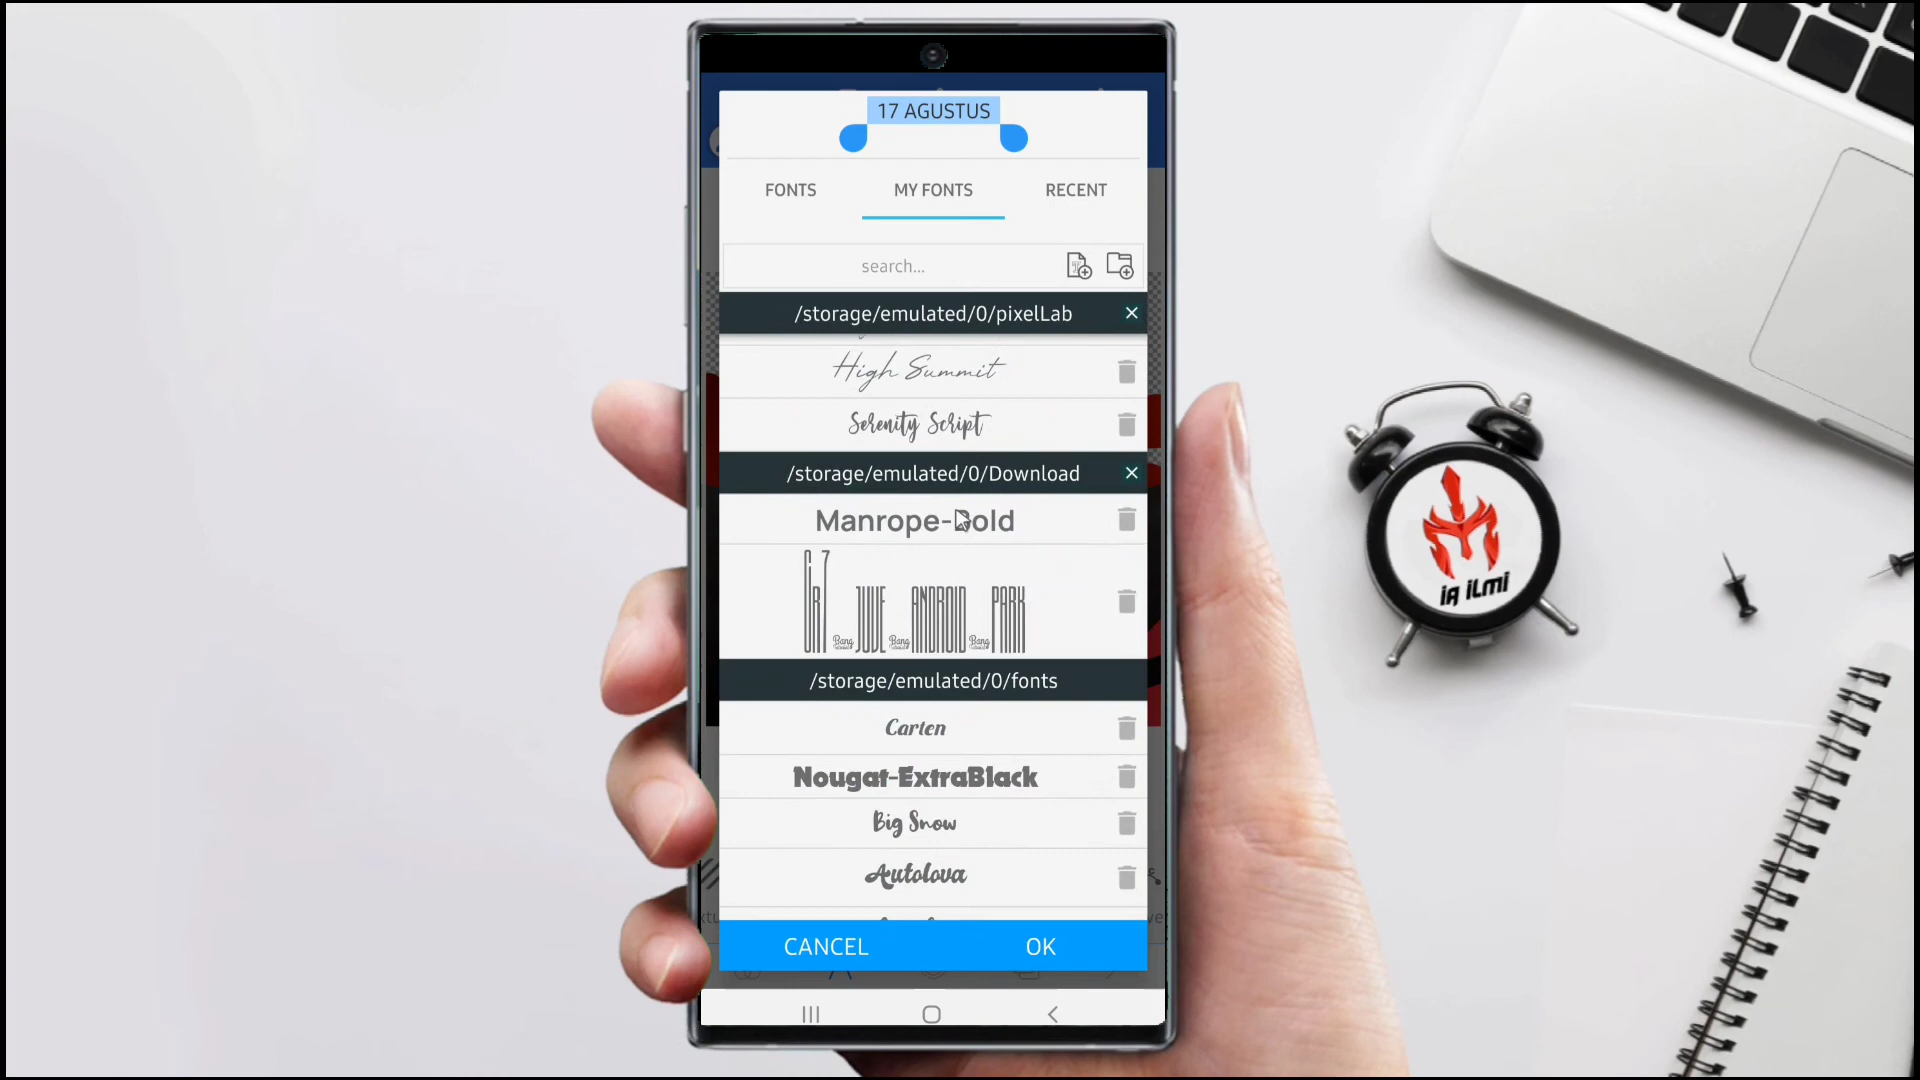 17 AGUSTUS
FONTS MY FONTS RECENT
search...
/storage/emulated/0/pixelLab
High Summit
Serenity Script
/storage/emulated/0/Download
Manrope-Bold
/storage/emulated/0/fonts
Carten
Nougat-ExtraBlack
Big Snow
Autolova
CANCEL OK
iA iLMi